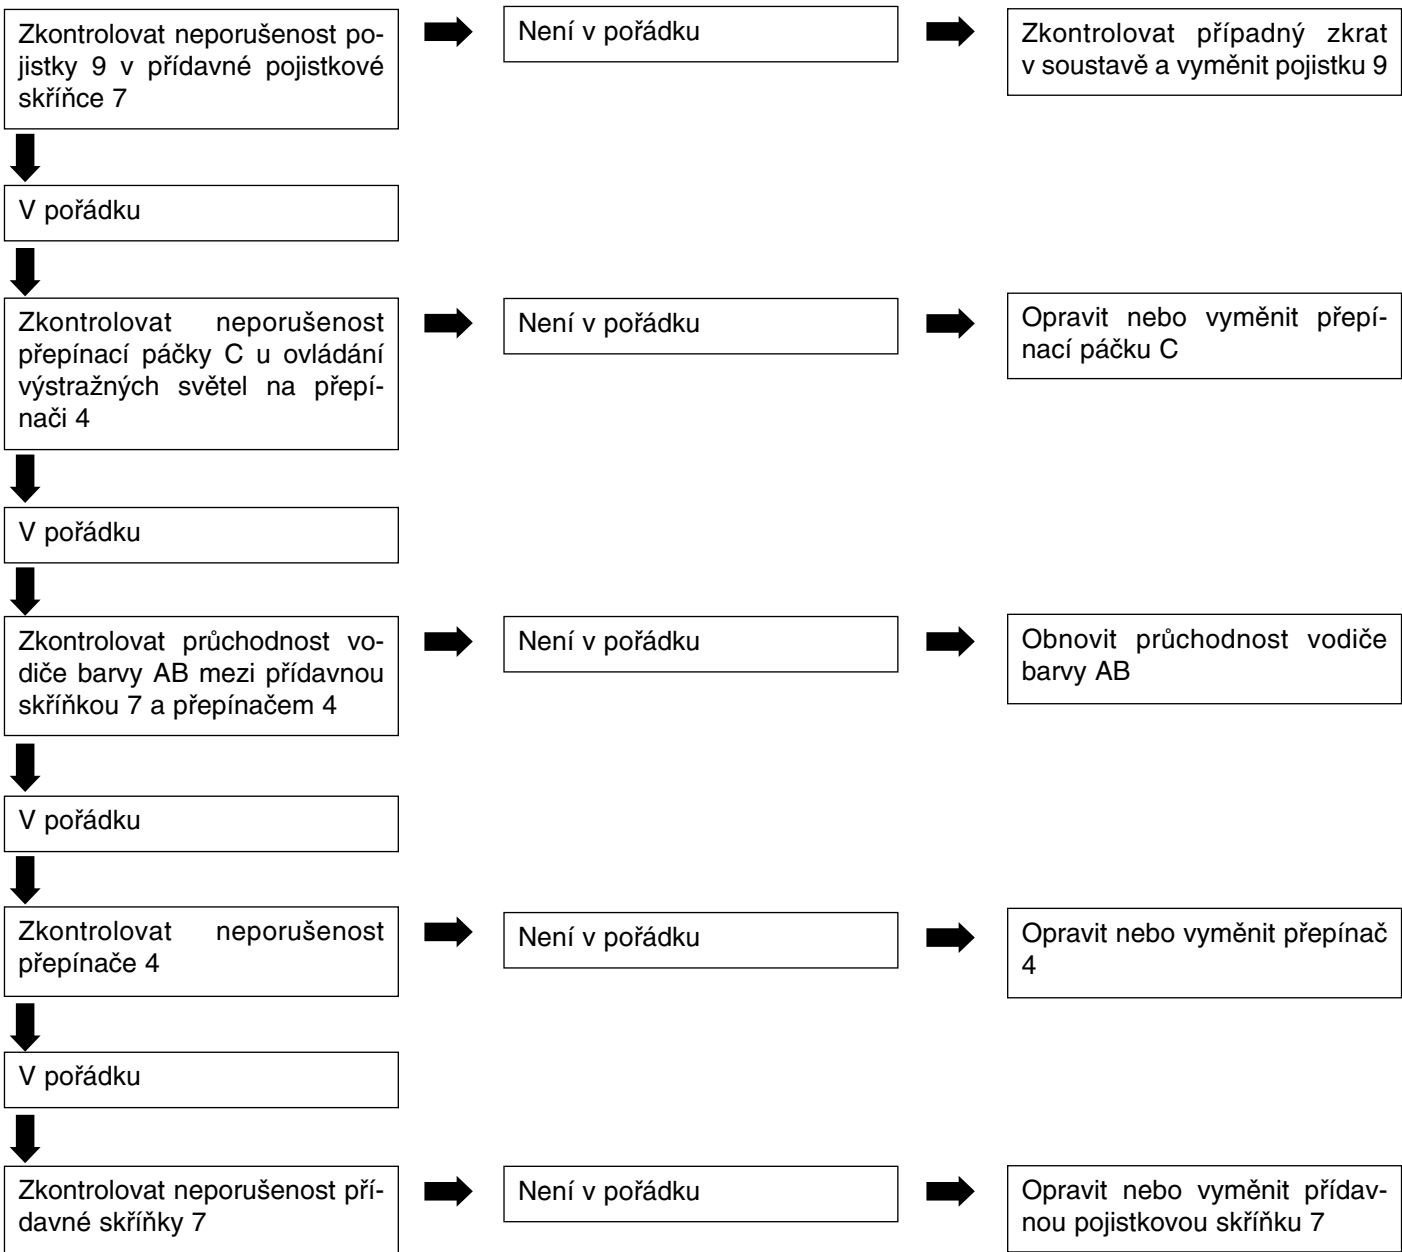 Zkontrolovat neporušenost po-
jistky 9 v přídavné pojistkové
skříňce 7
Není v pořádku
Zkontrolovat případný zkrat
v soustavě a vyměnit pojistku 9
V pořádku
Zkontrolovat neporušenost
přepínací páčky C u ovládání
výstražných světel na přepí-
nači 4
Není v pořádku
Opravit nebo vyměnit přepí-
nací páčku C
V pořádku
Zkontrolovat průchodnost vo-
diče barvy AB mezi přídavnou
skříňkou 7 a přepínačem 4
Není v pořádku
Obnovit průchodnost vodiče
barvy AB
V pořádku
Zkontrolovat neporušenost
přepínače 4
Není v pořádku
Opravit nebo vyměnit přepínač
4
V pořádku
Zkontrolovat neporušenost pří-
davné skříňky 7
Není v pořádku
Opravit nebo vyměnit přídav-
nou pojistkovou skříňku 7